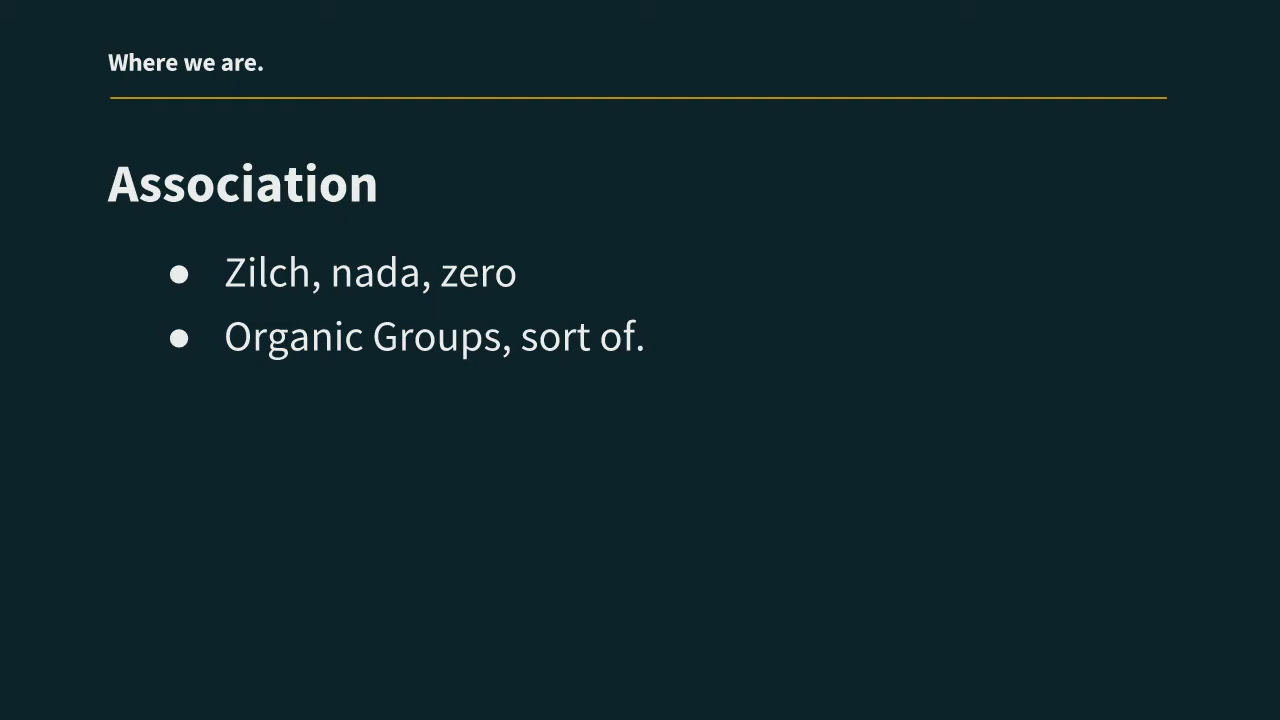 Where we are.
Association
● Zilch, nada, zero
● Organic Groups, sort of.